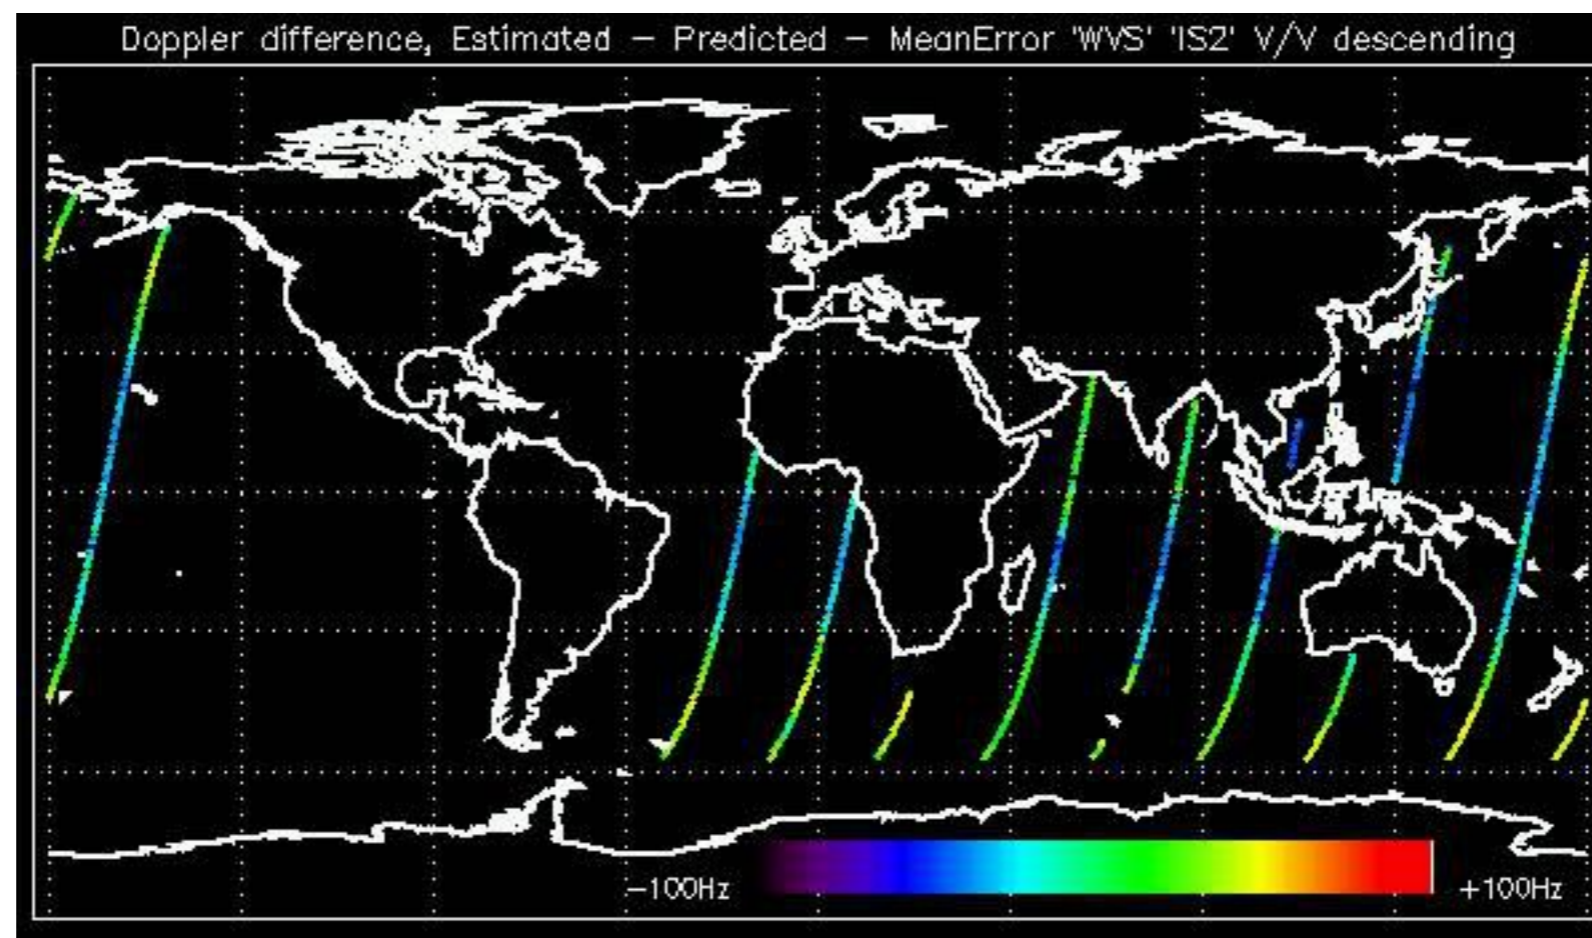 Doppler difference, Estimated – Predicted – MeanError 'WVS' 'IS2' V/V descending
–100Hz
+100Hz